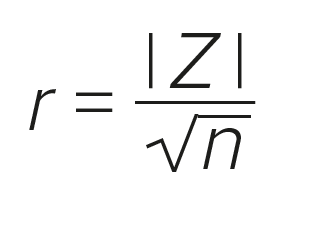 r = |Z| / √n